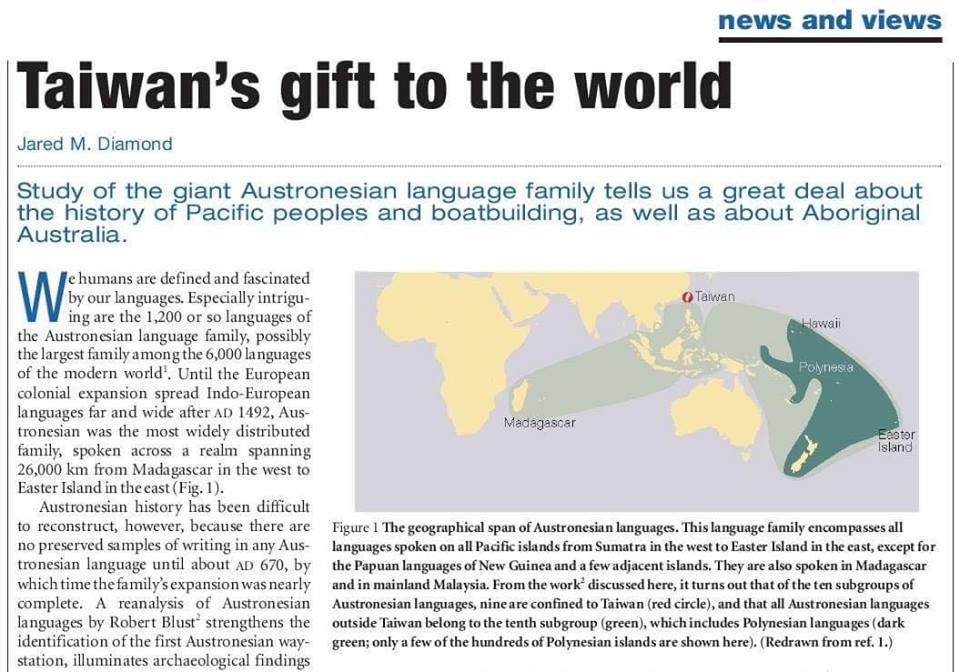 news and views
Taiwan's gift to the world
Jared M. Diamond
Study of the giant Austronesian language family tells us a great deal about
the history of Pacific peoples and boatbuilding, as well as about Aboriginal
Australia.
We humans are defined and fascinated
by our languages. Especially intrigu-
ing are the 1,200 or so languages of
the Austronesian language family, possibly
the largest family among the 6,000 languages
of the modern world¹. Until the European
colonial expansion spread Indo-European
languages far and wide after AD 1492, Aus-
tronesian was the most widely distributed
family, spoken across a realm spanning
26,000 km from Madagascar in the west to
Easter Island in the east (Fig. 1).
Austronesian history has been difficult
to reconstruct, however, because there are
no preserved samples of writing in any Aus-
tronesian language until about AD 670, by
which time the family's expansion was nearly
complete. A reanalysis of Austronesian
languages by Robert Blust² strengthens the
identification of the first Austronesian way-
station, illuminates archaeological findings
Taiwan
Hawaii
Polynesia
Madagascar
Easter
Island
Figure 1 The geographical span of Austronesian languages. This language family encompasses all
languages spoken on all Pacific islands from Sumatra in the west to Easter Island in the east, except for
the Papuan languages of New Guinea and a few adjacent islands. They are also spoken in Madagascar
and in mainland Malaysia. From the work² discussed here, it turns out that of the ten subgroups of
Austronesian languages, nine are confined to Taiwan (red circle), and that all Austronesian languages
outside Taiwan belong to the tenth subgroup (green), which includes Polynesian languages (dark
green; only a few of the hundreds of Polynesian islands are shown here). (Redrawn from ref. 1.)